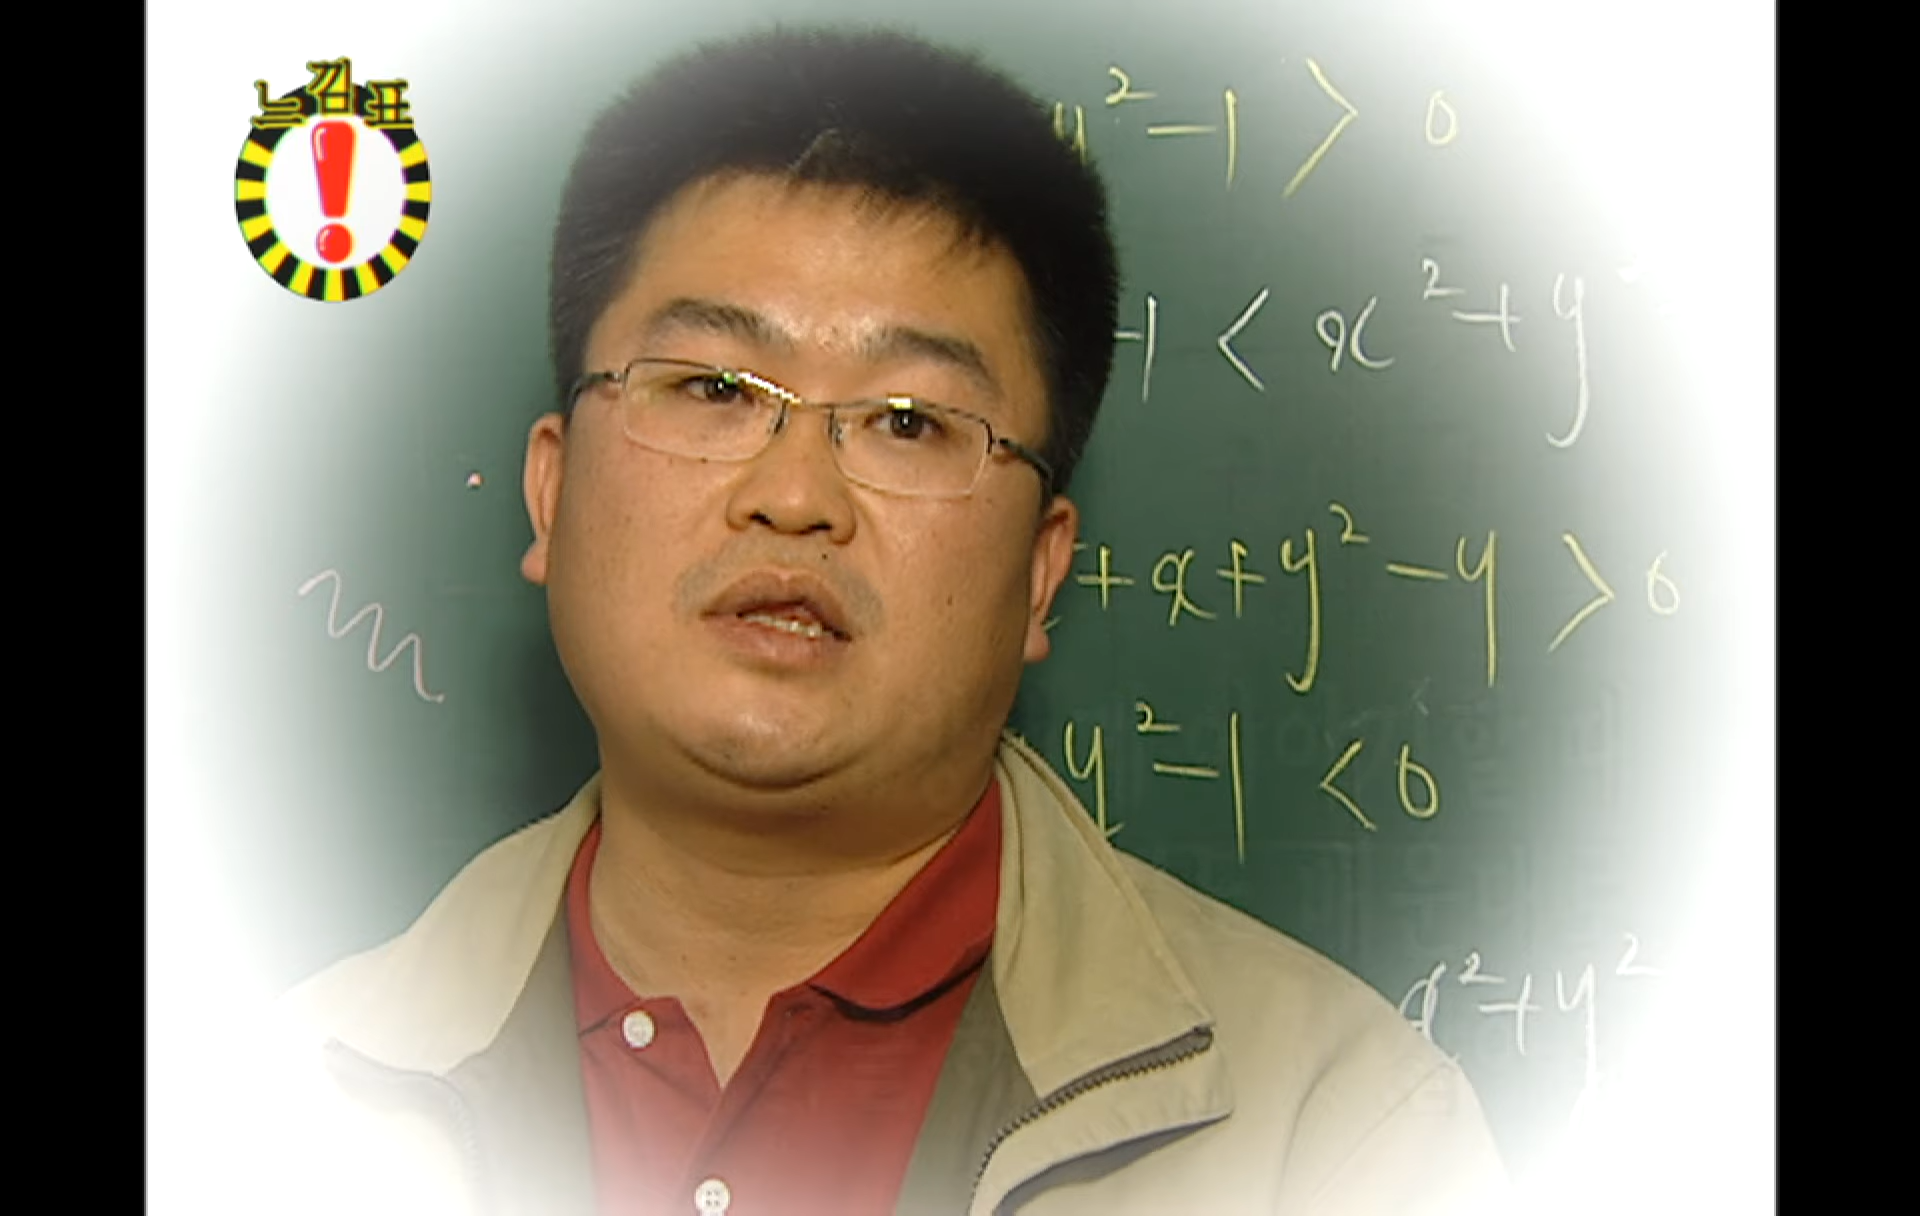 느낌표
!
y² - 1 > 0
-1 < x² + y
+ x + y² - y > 0
y² - 1 < 0
x² + y²